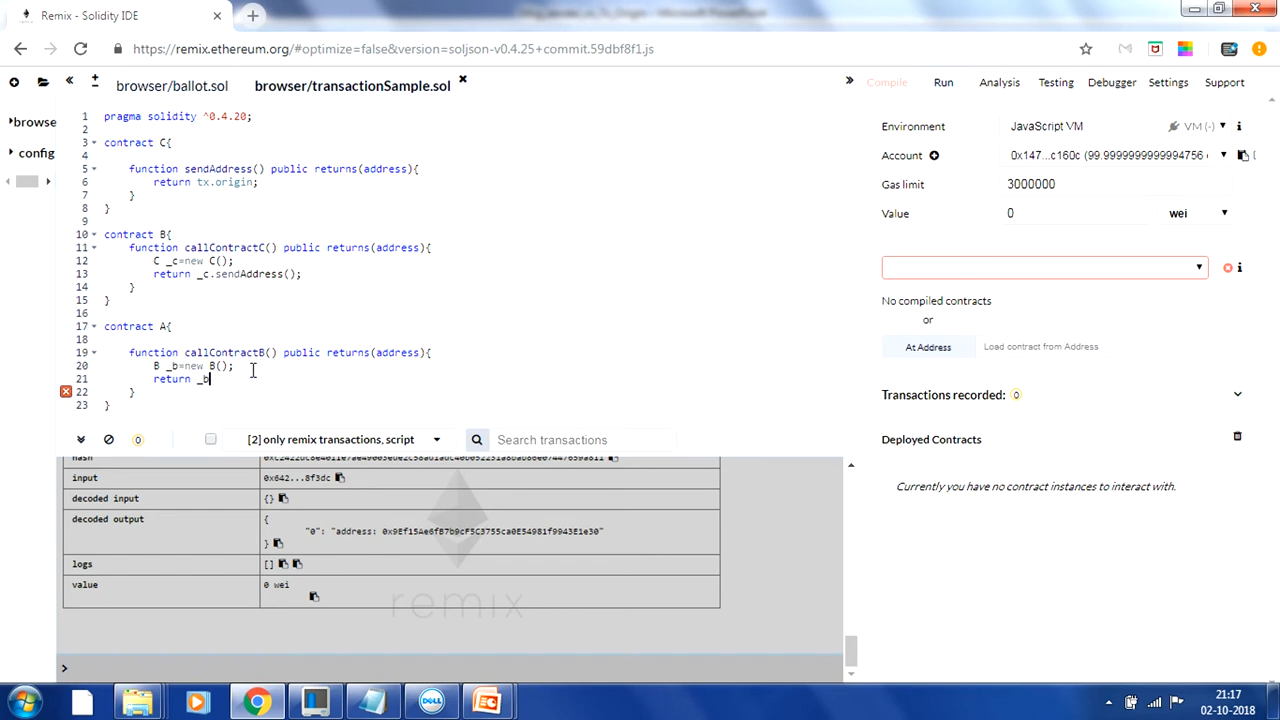 Remix - Solidity IDE
https://remix.ethereum.org/#optimize=false&version=soljson-v0.4.25+commit.59dbf8f1.js
browser/ballot.sol
browser/transactionSample.sol
Compile
Run
Analysis
Testing
Debugger
Settings
Support
browse
config
1 pragma solidity ^0.4.20;
2
3 contract C{
4
5 function sendAddress() public returns(address){
6 return tx.origin;
7 }
8 }
9
10 contract B{
11 function callContractC() public returns(address){
12 C _c=new C();
13 return _c.sendAddress();
14 }
15 }
16
17 contract A{
18
19 function callContractB() public returns(address){
20 B _b=new B();
21 return _b
22 }
23 }
Environment
JavaScript VM
VM (-)
i
Account
0x147...c160c (99.9999999999994756
Gas limit
3000000
Value
0
wei
i
No compiled contracts
or
At Address
Load contract from Address
Transactions recorded: 0
Deployed Contracts
Currently you have no contract instances to interact with.
0
[2] only remix transactions, script
Search transactions
hash
input
0x642...8f3dc
decoded input
{}
decoded output
{
"0": "address: 0x9Ef15Ae6fB7b9cF5C3755ca0E54981f9943E1e30"
}
logs
[]
value
0 wei
remix
>
21:17
02-10-2018